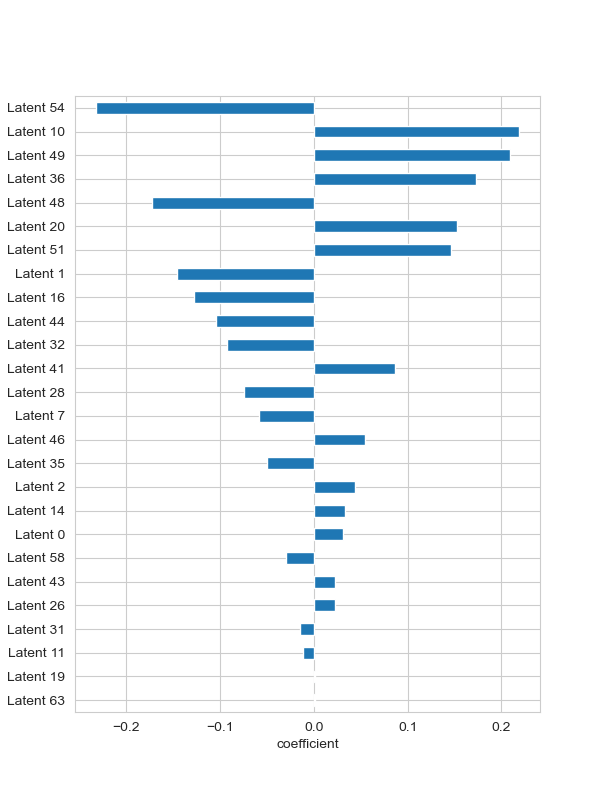 Latent 54
Latent 10
Latent 49
Latent 36
Latent 48
Latent 20
Latent 51
Latent 1
Latent 16
Latent 44
Latent 32
Latent 41
Latent 28
Latent 7
Latent 46
Latent 35
Latent 2
Latent 14
Latent 0
Latent 58
Latent 43
Latent 26
Latent 31
Latent 11
Latent 19
Latent 63
−0.2 −0.1 0.0 0.1 0.2
coefficient